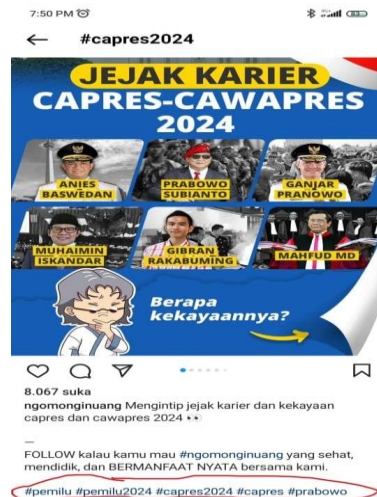 7:50 PM
← #capres2024
JEJAK KARIER
CAPRES-CAWAPRES
2024
ANIES
BASWEDAN
PRABOWO
SUBIANTO
GANJAR
PRANOWO
MUHAIMIN
ISKANDAR
GIBRAN
RAKABUMING
MAHFUD MD
Berapa
kekayaannya?
8.067 suka
ngomonginuang Mengintip jejak karier dan kekayaan
capres dan cawapres 2024 👀
—
FOLLOW kalau kamu mau #ngomonginuang yang sehat,
mendidik, dan BERMANFAAT NYATA bersama kami.
#pemilu #pemilu2024 #capres2024 #capres #prabowo